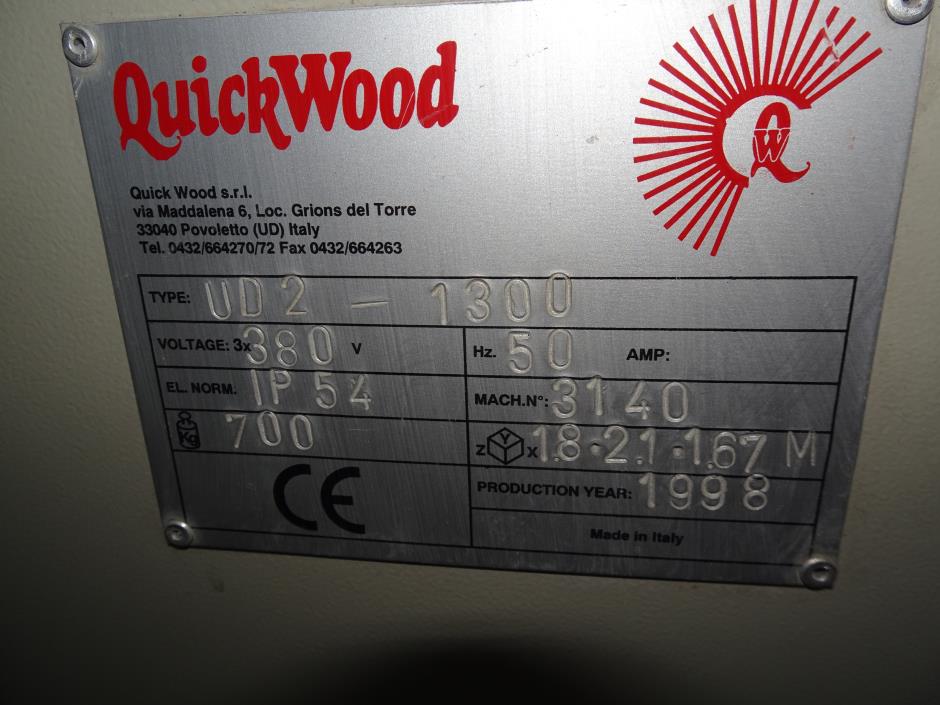 QuickWood
QW
Quick Wood s.r.l.
via Maddalena 6, Loc. Grions del Torre
33040 Povoletto (UD) Italy
Tel. 0432/664270/72 Fax 0432/664263
TYPE: UD2 - 1300
VOLTAGE: 3x380 V Hz. 50 AMP:
EL. NORM. IP 54 MACH.N°: 3140
Kg 700 Z Y X 1.8·2.1·1.67 M
CE PRODUCTION YEAR: 1998
Made in Italy